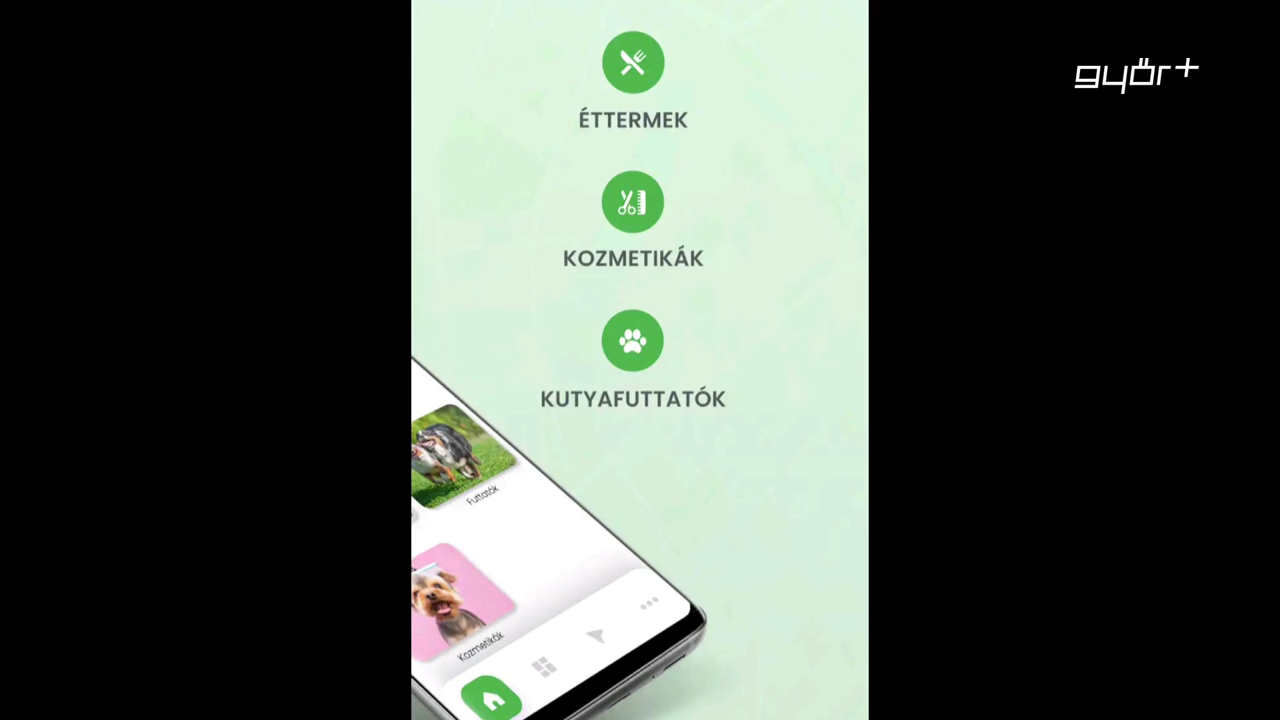 győr+
ÉTTERMEK
KOZMETIKÁK
KUTYAFUTTATÓK
Futtatók
Kozmetikák